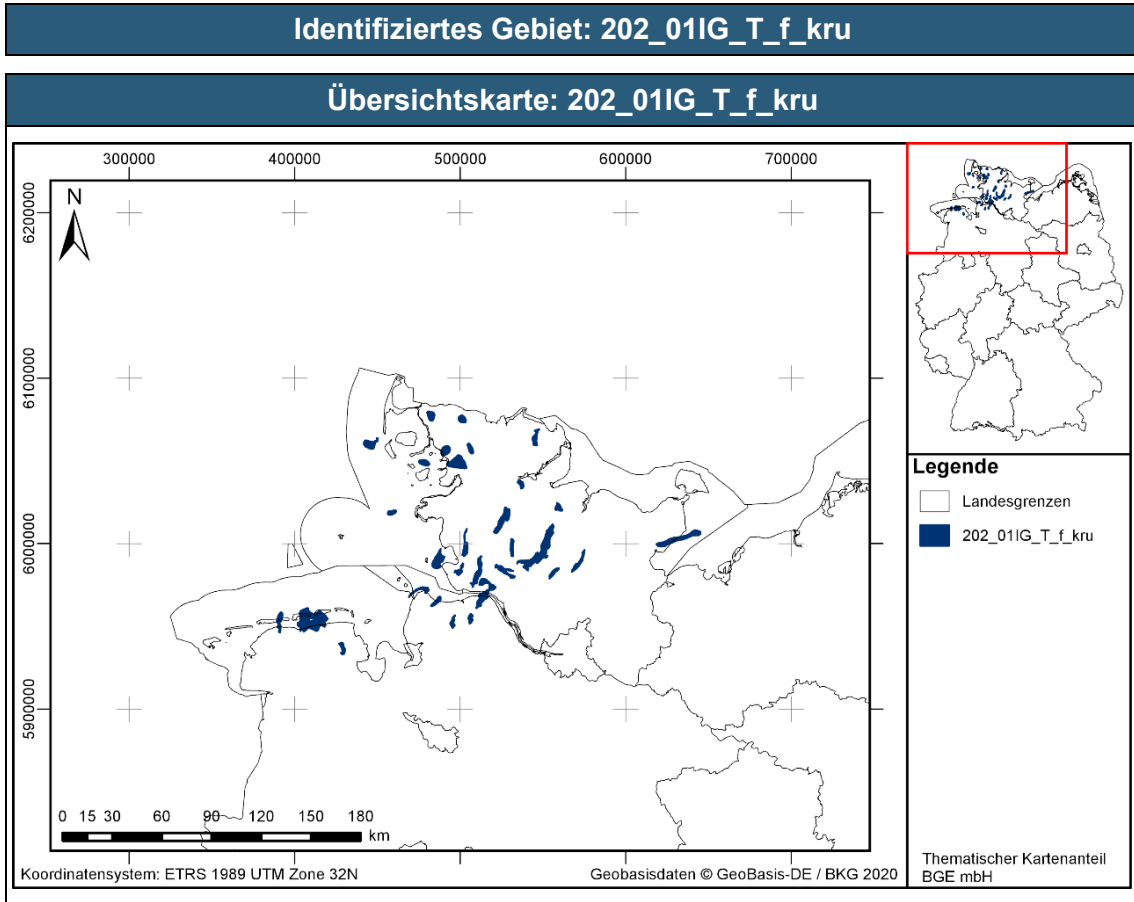 Identifiziertes Gebiet: 202_01IG_T_f_kru
Übersichtskarte: 202_01IG_T_f_kru
300000 400000 500000 600000 700000
6200000
6100000
6000000
5900000
N
0 15 30 60 90 120 150 180
km
Koordinatensystem: ETRS 1989 UTM Zone 32N
Geobasisdaten © GeoBasis-DE / BKG 2020
Legende
Landesgrenzen
202_01IG_T_f_kru
Thematischer Kartenanteil
BGE mbH